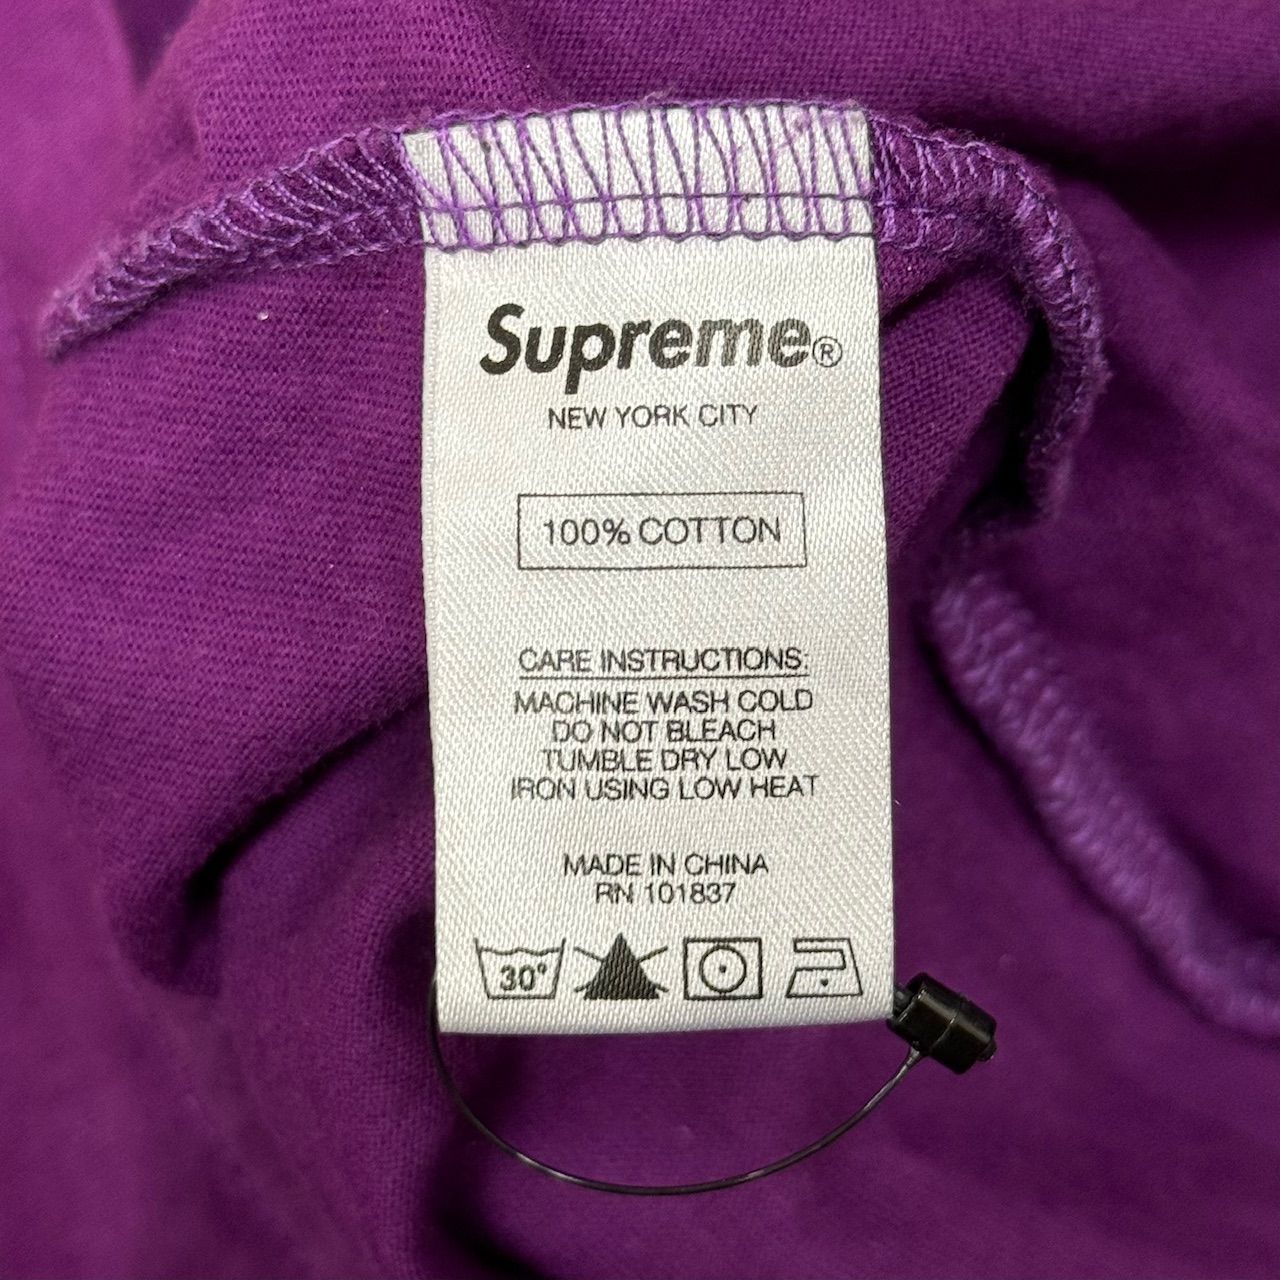 Supreme®
NEW YORK CITY
100% COTTON
CARE INSTRUCTIONS:
MACHINE WASH COLD
DO NOT BLEACH
TUMBLE DRY LOW
IRON USING LOW HEAT
MADE IN CHINA
RN 101837
30°